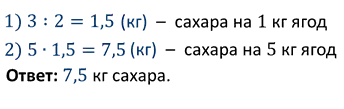 1) 3 : 2 = 1,5 (кг) – сахара на 1 кг ягод
2) 5 · 1,5 = 7,5 (кг) – сахара на 5 кг ягод
Ответ: 7,5 кг сахара.